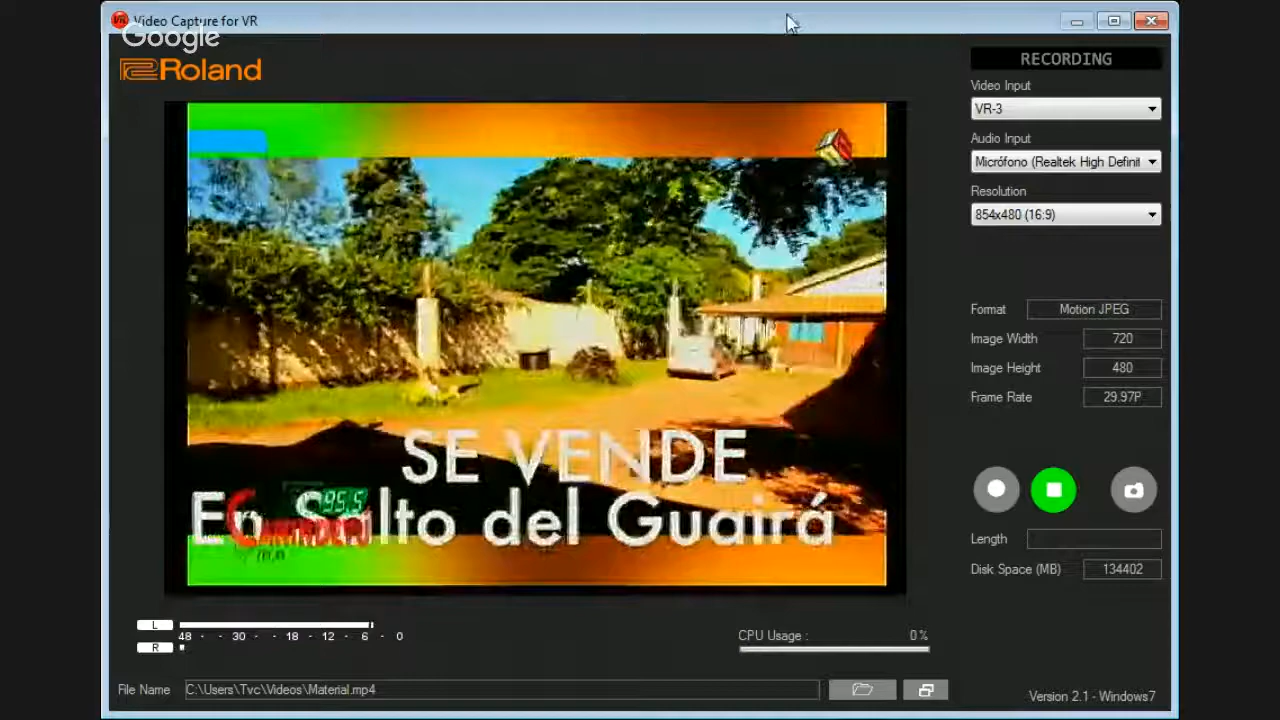 Video Capture for VR
Google
Roland
RECORDING
Video Input
VR-3
Audio Input
Micrófono (Realtek High Definit
Resolution
854x480 (16:9)
Format Motion JPEG
Image Width 720
Image Height 480
Frame Rate 29.97P
SE VENDE
95.5
En Salto del Guairá
Length
Disk Space (MB) 134402
L
48 - - 30 - - 18 - 12 - 6 - 0
R
CPU Usage : 0 %
File Name C:\Users\Tvc\Videos\Material.mp4
Version 2.1 - Windows7